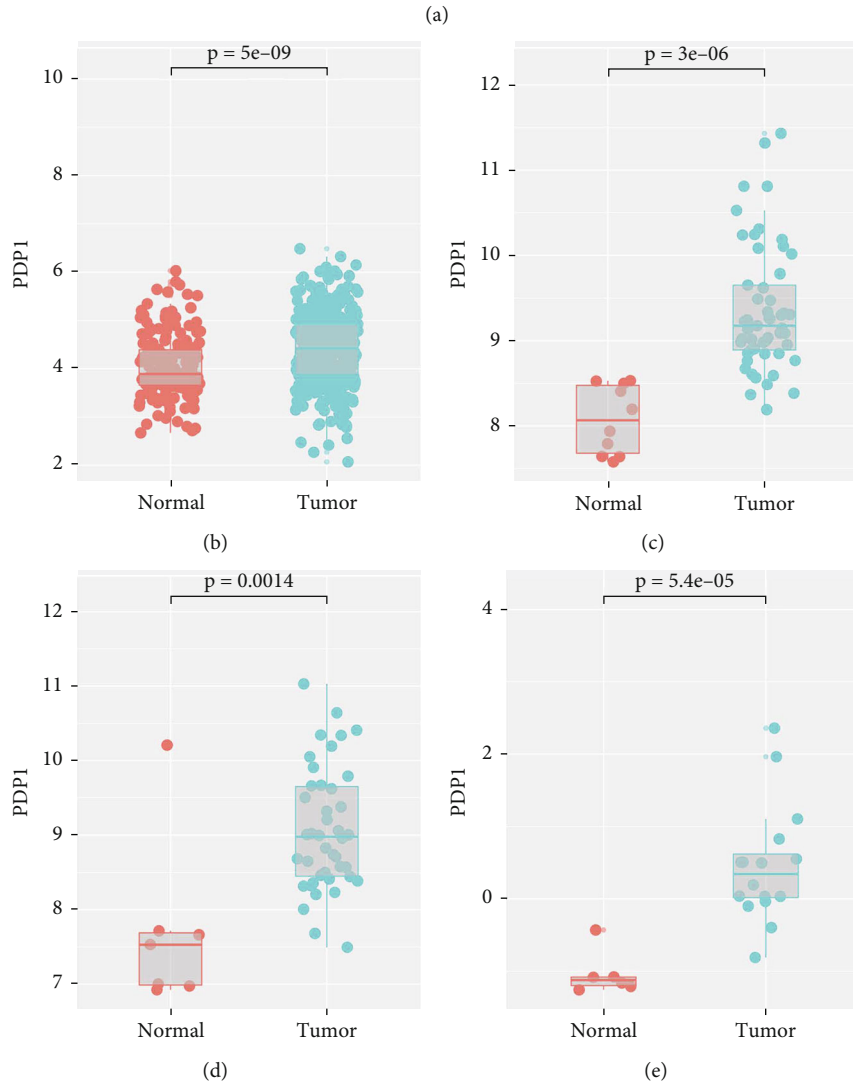 (a)
p = 5e–09
10
8
6
4
2
PDP1
Normal Tumor
(b)
p = 3e–06
12
11
10
9
8
PDP1
Normal Tumor
(c)
p = 0.0014
12
11
10
9
8
7
PDP1
Normal Tumor
(d)
p = 5.4e–05
4
2
0
PDP1
Normal Tumor
(e)